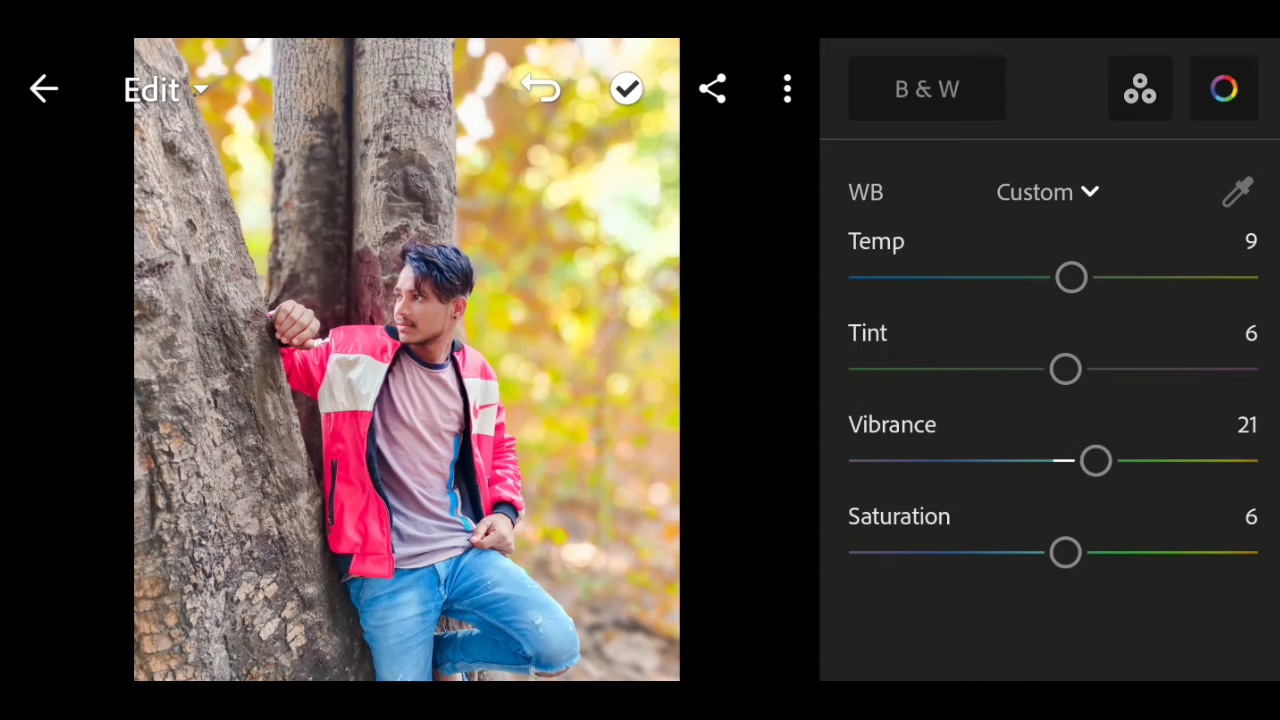 Edit
B & W
WB Custom
Temp 9
Tint 6
Vibrance 21
Saturation 6